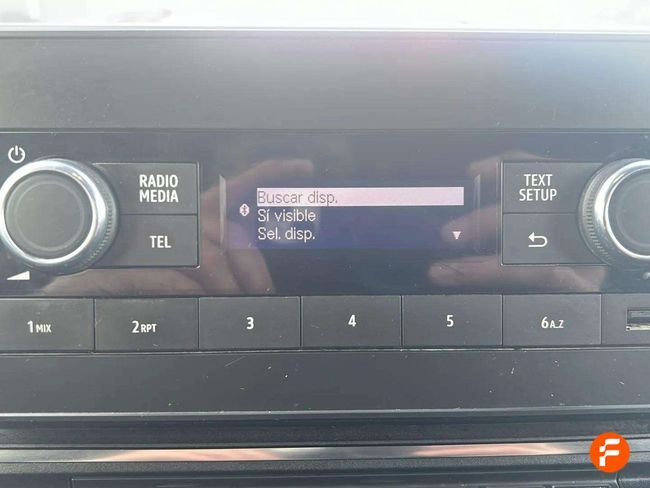 RADIO
MEDIA
TEL
Buscar disp.
Sí visible
Sel. disp.
TEXT
SETUP
1 MIX
2 RPT
3
4
5
6 A..Z